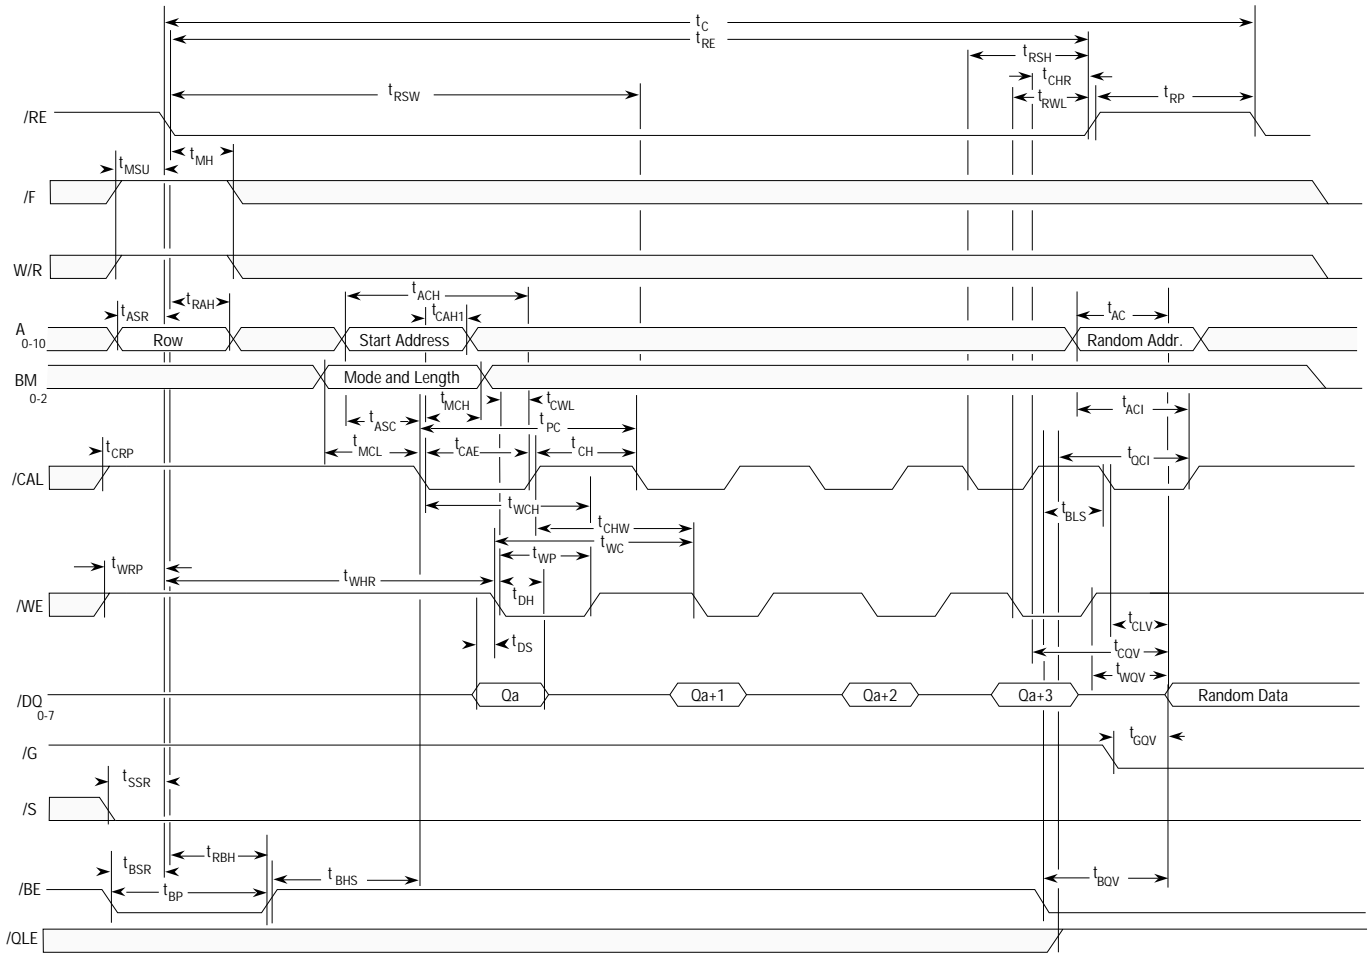 tC
tRE
tRSH
tCHR
tRSW
tRWL
tRP
/RE
tMSU
tMH
/F
W/R
tACH
tRAH
tASR
tCAH1
tAC
A
0-10
Row
Start Address
Random Addr.
BM
0-2
Mode and Length
tMCH
tCWL
tACI
tASC
tPC
tCRP
tMCL
tCAE
tCH
tQCI
/CAL
tWCH
tBLS
tCHW
tWC
tWRP
tWP
tWHR
tDH
/WE
tCLV
tDS
tCQV
tWQV
/DQ
0-7
Qa
Qa+1
Qa+2
Qa+3
Random Data
/G
tGQV
tSSR
/S
tRBH
tBSR
tBHS
tBP
tBQV
/BE
/QLE